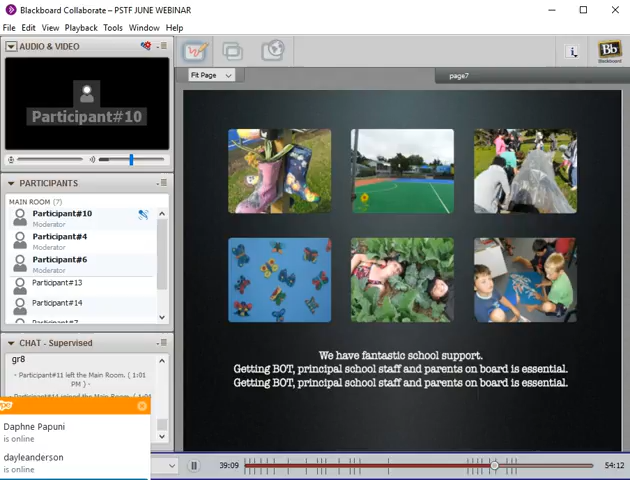 Blackboard Collaborate – PSTF JUNE WEBINAR
File Edit View Playback Tools Window Help
AUDIO & VIDEO
Participant#10
Fit Page
page7
i
Bb
Blackboard
PARTICIPANTS
MAIN ROOM (7)
Participant#10
Moderator
Participant#4
Moderator
Participant#6
Moderator
Participant#13
Participant#14
CHAT - Supervised
gr8
- Participant#11 left the Main Room. ( 1:01
PM ) -
Daphne Papuni
is online
dayleanderson
is online
We have fantastic school support.
Getting BOT, principal school staff and parents on board is essential.
Getting BOT, principal school staff and parents on board is essential.
39:09
54:12